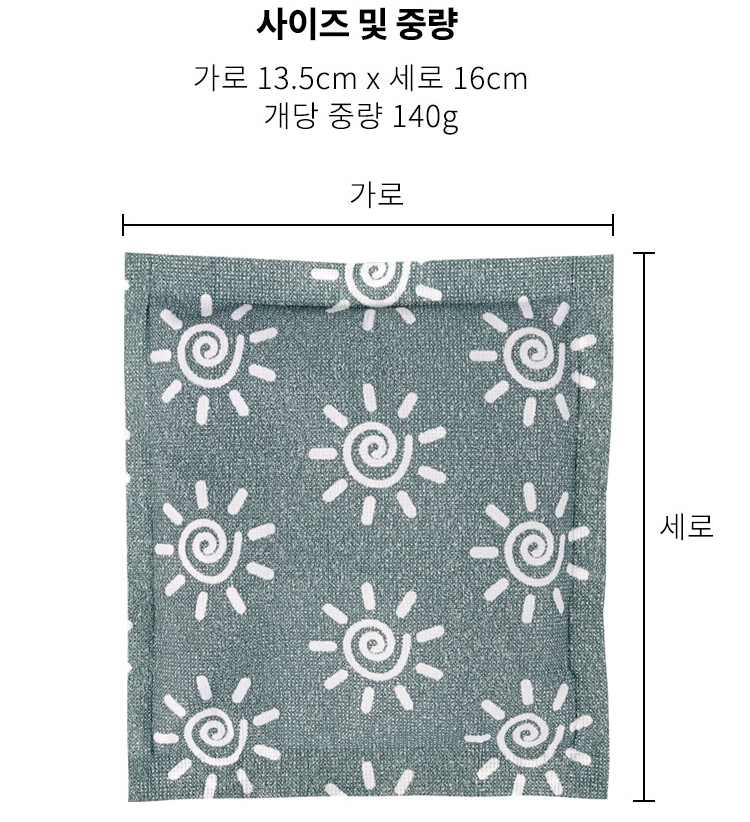 사이즈 및 중량
가로 13.5cm x 세로 16cm
개당 중량 140g
가로
세로